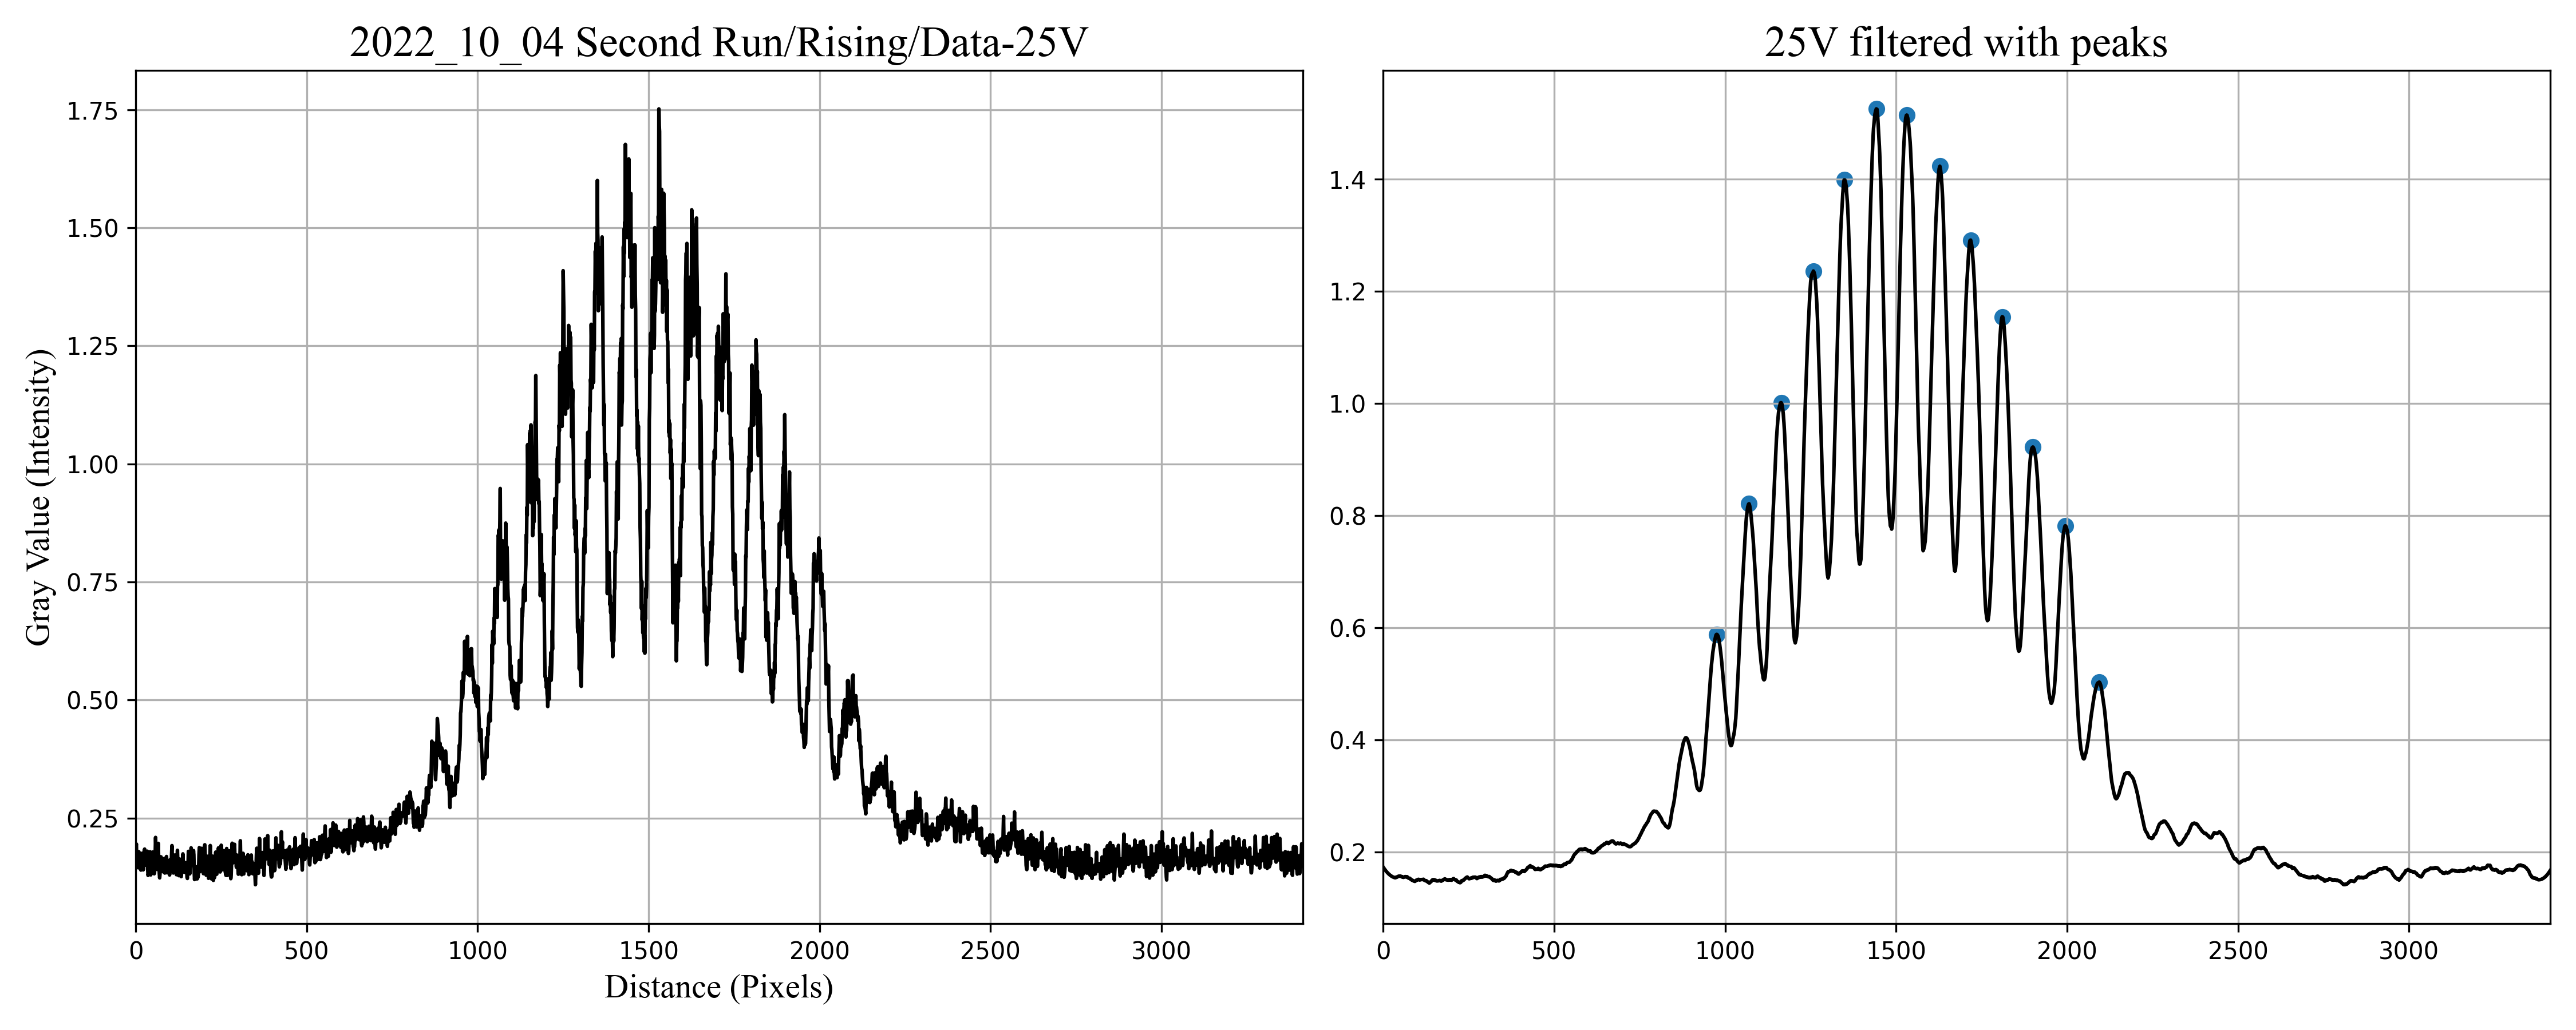 2022_10_04 Second Run/Rising/Data-25V
Gray Value (Intensity)
1.75
1.50
1.25
1.00
0.75
0.50
0.25
0 500 1000 1500 2000 2500 3000
Distance (Pixels)
25V filtered with peaks
1.4
1.2
1.0
0.8
0.6
0.4
0.2
0 500 1000 1500 2000 2500 3000